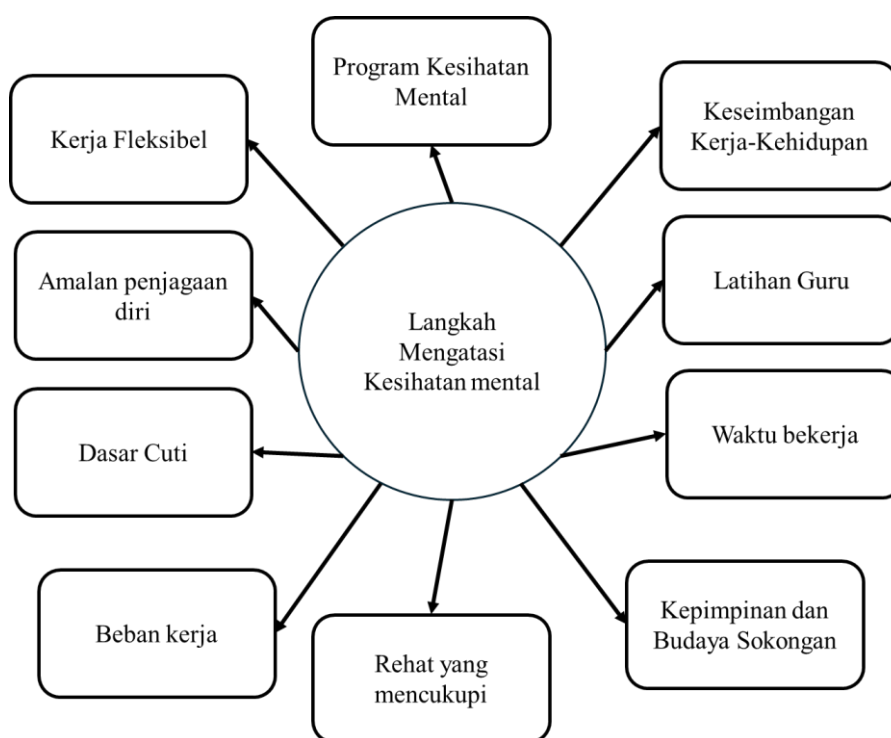 Program Kesihatan
Mental
Kerja Fleksibel
Keseimbangan
Kerja-Kehidupan
Amalan penjagaan
diri
Langkah
Mengatasi
Kesihatan mental
Latihan Guru
Dasar Cuti
Waktu bekerja
Beban kerja
Rehat yang
mencukupi
Kepimpinan dan
Budaya Sokongan